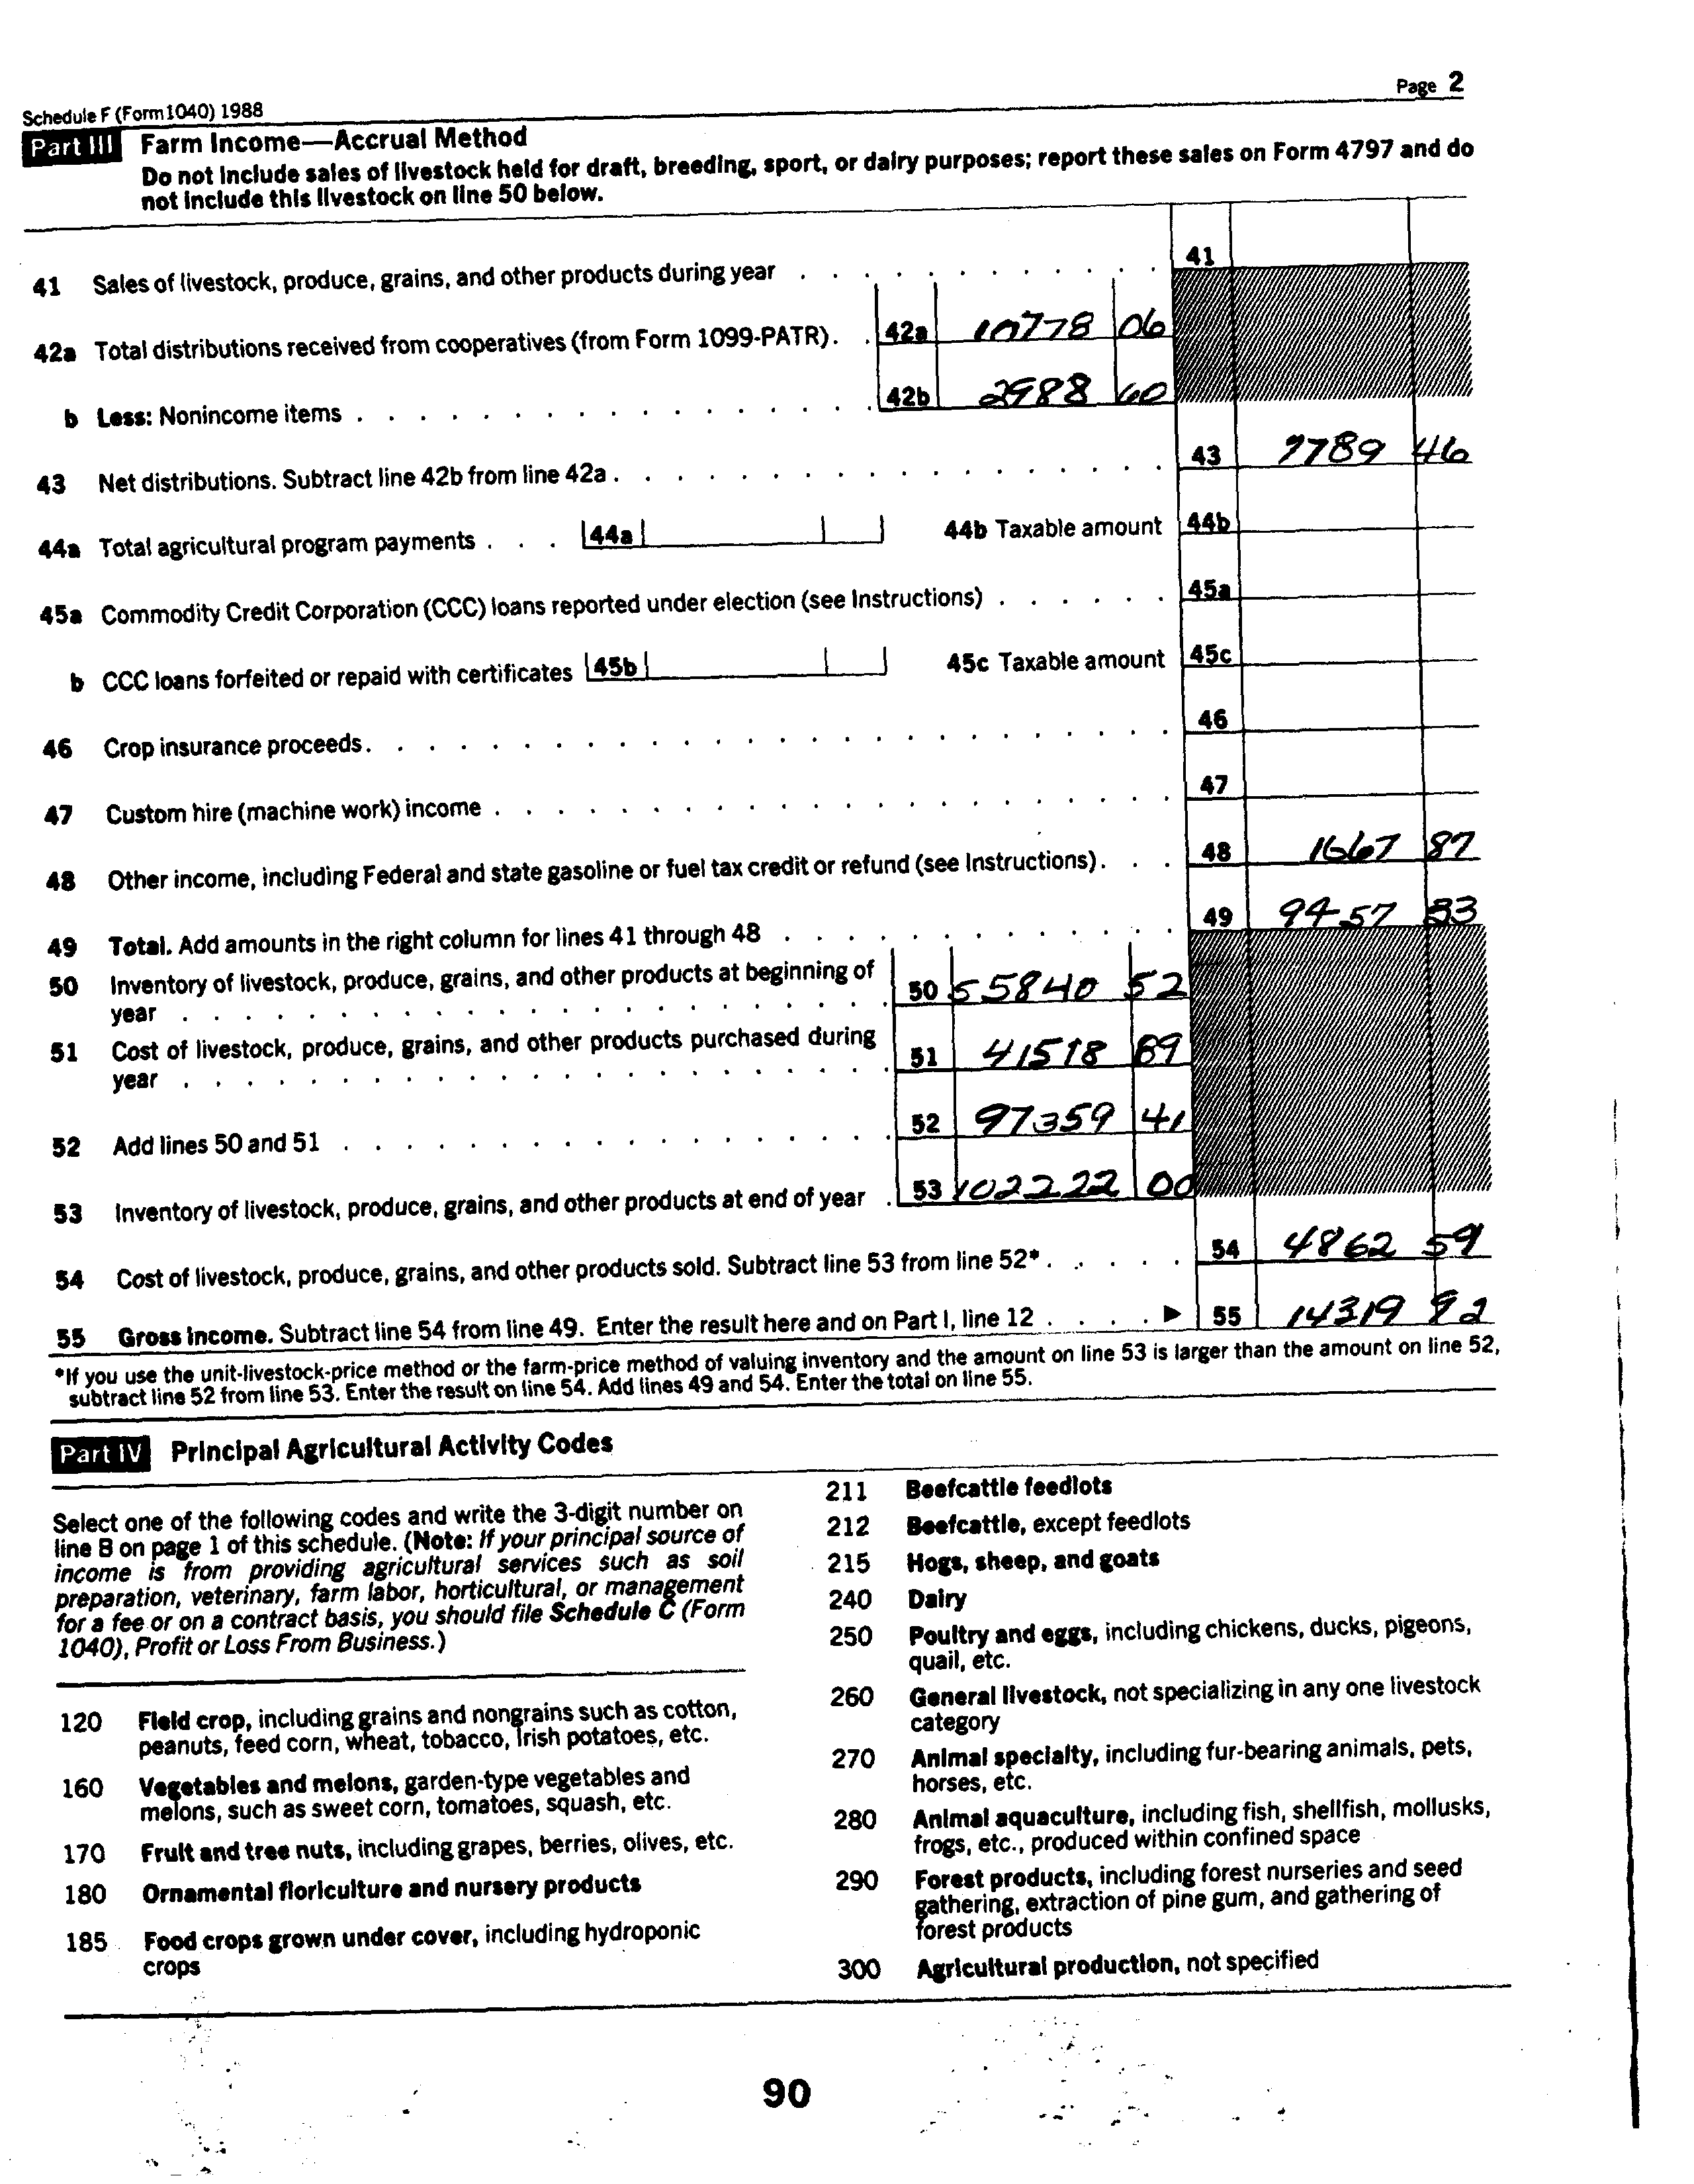 Schedule F (Form 1040) 1988
Page 2
Part III Farm Income—Accrual Method
Do not include sales of livestock held for draft, breeding, sport, or dairy purposes; report these sales on Form 4797 and do
not include this livestock on line 50 below.
41 Sales of livestock, produce, grains, and other products during year . . . . . . . . . . . . 41
42a Total distributions received from cooperatives (from Form 1099-PATR). . 42a 10778 06
b Less: Nonincome items . . . . . . . . . . . . . . . . . 42b 2988 60
43 Net distributions. Subtract line 42b from line 42a . . . . . . . . . . . . . . . . . . 43 7789 46
44a Total agricultural program payments . . . 44a 44b Taxable amount 44b
45a Commodity Credit Corporation (CCC) loans reported under election (see Instructions) . . . . . . 45a
b CCC loans forfeited or repaid with certificates 45b 45c Taxable amount 45c
46 Crop insurance proceeds. . . . . . . . . . . . . . . . . . . . . . . . . . 46
47 Custom hire (machine work) income . . . . . . . . . . . . . . . . . . . . . . 47
48 Other income, including Federal and state gasoline or fuel tax credit or refund (see Instructions). . . 48 1667 87
49 Total. Add amounts in the right column for lines 41 through 48 . . . . . . . . . . . . . 49 9457 33
50 Inventory of livestock, produce, grains, and other products at beginning of
year . . . . . . . . . . . . . . . . . . . . . . . 50 55840 52
51 Cost of livestock, produce, grains, and other products purchased during
year . . . . . . . . . . . . . . . . . . . . . . . 51 41518 89
52 Add lines 50 and 51 . . . . . . . . . . . . . . . . . . 52 97359 41
53 Inventory of livestock, produce, grains, and other products at end of year . 53 102222 00
54 Cost of livestock, produce, grains, and other products sold. Subtract line 53 from line 52*. . . . . 54 4862 59
55 Gross income. Subtract line 54 from line 49. Enter the result here and on Part I, line 12 . . . . ▶ 55 14319 92
*If you use the unit-livestock-price method or the farm-price method of valuing inventory and the amount on line 53 is larger than the amount on line 52,
subtract line 52 from line 53. Enter the result on line 54. Add lines 49 and 54. Enter the total on line 55.
Part IV Principal Agricultural Activity Codes
Select one of the following codes and write the 3-digit number on
line B on page 1 of this schedule. (Note: If your principal source of
income is from providing agricultural services such as soil
preparation, veterinary, farm labor, horticultural, or management
for a fee or on a contract basis, you should file Schedule C (Form
1040), Profit or Loss From Business.)
120 Field crop, including grains and nongrains such as cotton,
peanuts, feed corn, wheat, tobacco, Irish potatoes, etc.
160 Vegetables and melons, garden-type vegetables and
melons, such as sweet corn, tomatoes, squash, etc.
170 Fruit and tree nuts, including grapes, berries, olives, etc.
180 Ornamental floriculture and nursery products
185 Food crops grown under cover, including hydroponic
crops
211 Beefcattle feedlots
212 Beefcattle, except feedlots
215 Hogs, sheep, and goats
240 Dairy
250 Poultry and eggs, including chickens, ducks, pigeons,
quail, etc.
260 General livestock, not specializing in any one livestock
category
270 Animal specialty, including fur-bearing animals, pets,
horses, etc.
280 Animal aquaculture, including fish, shellfish, mollusks,
frogs, etc., produced within confined space
290 Forest products, including forest nurseries and seed
gathering, extraction of pine gum, and gathering of
forest products
300 Agricultural production, not specified
90